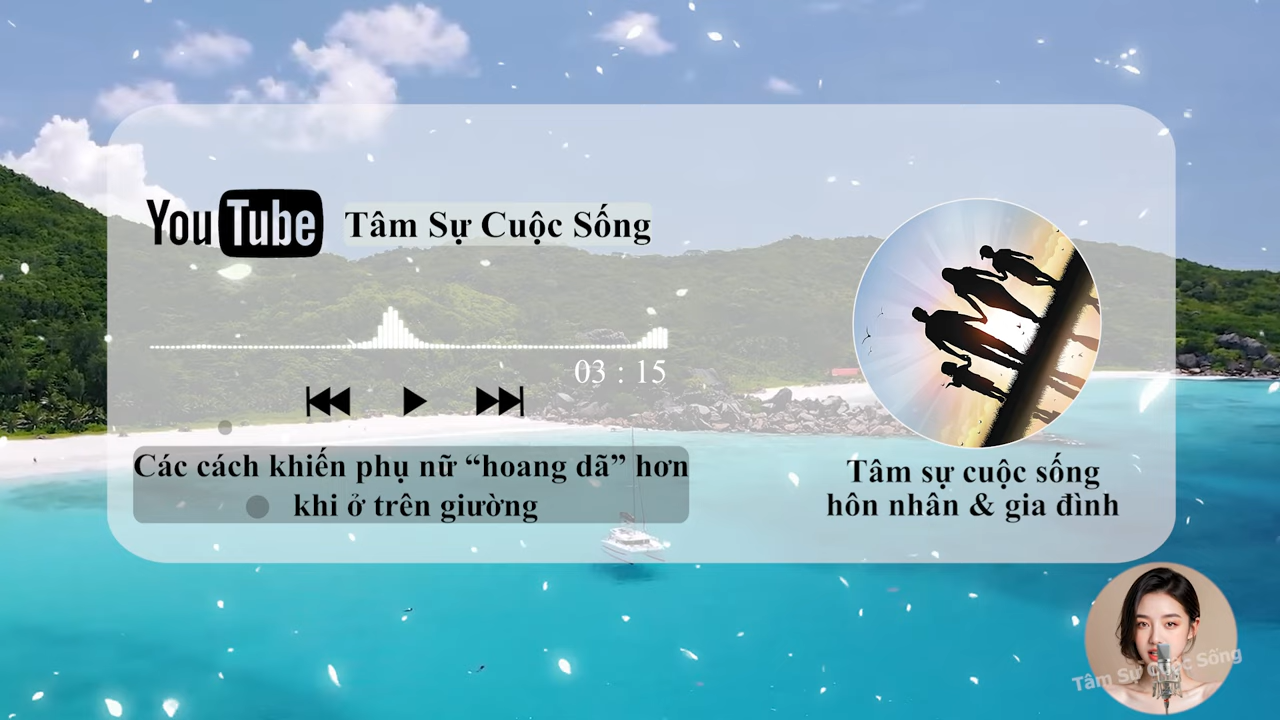 YouTube Tâm Sự Cuộc Sống
03 : 15
Các cách khiến phụ nữ “hoang dã” hơn
khi ở trên giường
Tâm sự cuộc sống
hôn nhân & gia đình
Tâm Sự Cuộc Sống